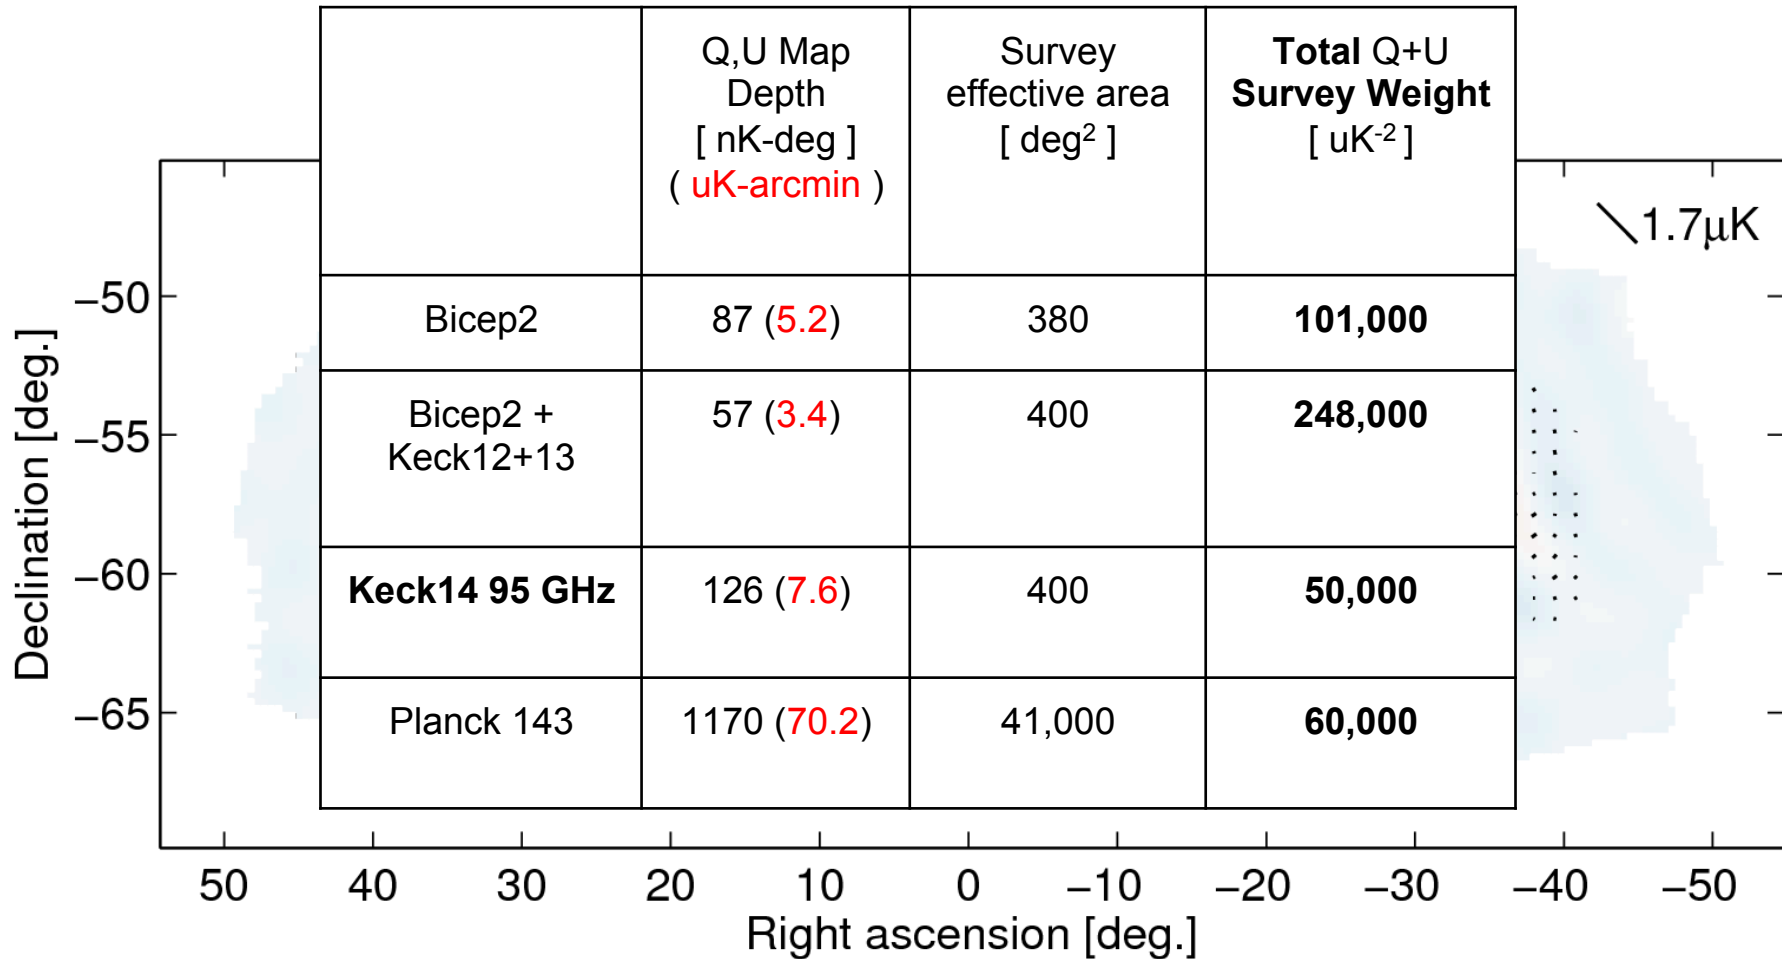 Q,U Map
Depth
[ nK-deg ]
( uK-arcmin )
Survey
effective area
[ deg² ]
Total Q+U
Survey Weight
[ uK⁻² ]
Bicep2
87 (5.2)
380
101,000
Bicep2 +
Keck12+13
57 (3.4)
400
248,000
Keck14 95 GHz
126 (7.6)
400
50,000
Planck 143
1170 (70.2)
41,000
60,000
1.7μK
Declination [deg.]
−50
−55
−60
−65
50 40 30 20 10 0 −10 −20 −30 −40 −50
Right ascension [deg.]